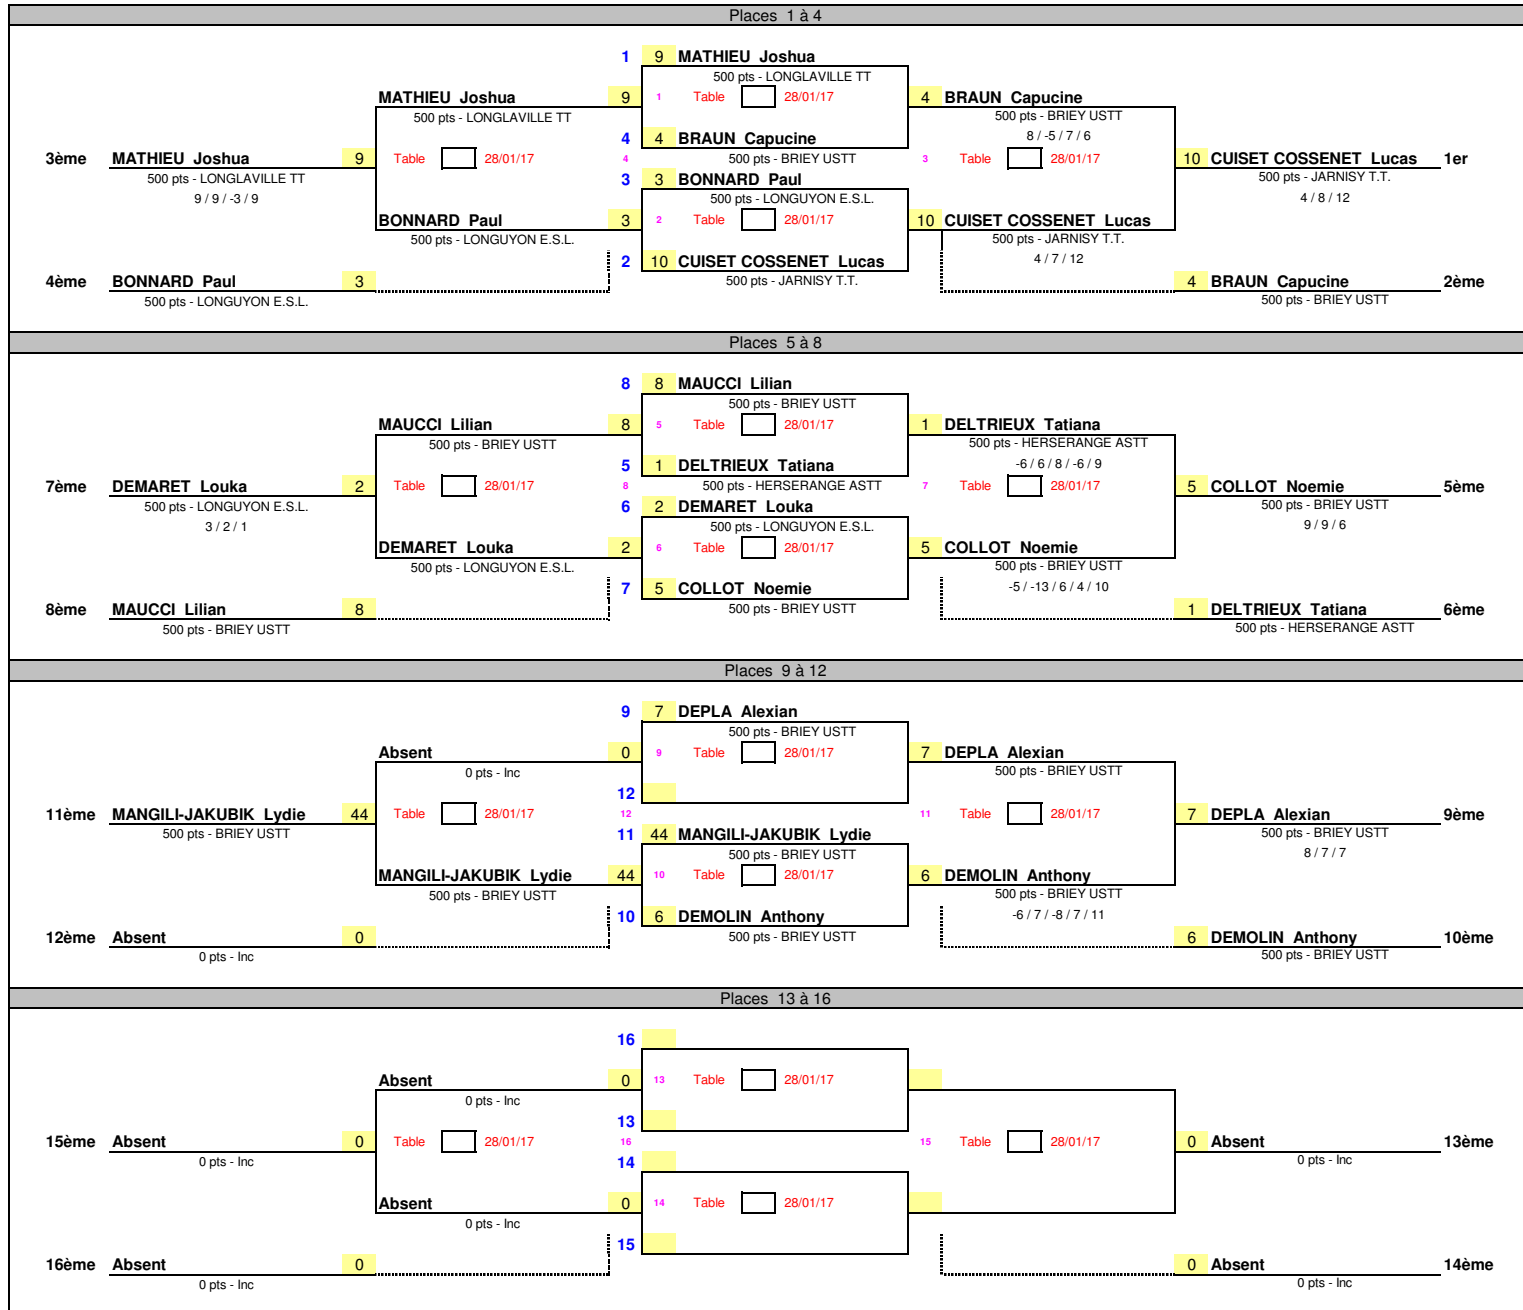 Places 1 à 4
1 9 MATHIEU Joshua
500 pts - LONGLAVILLE TT
MATHIEU Joshua 9 1 Table 28/01/17 4 BRAUN Capucine
500 pts - LONGLAVILLE TT 500 pts - BRIEY USTT
4 4 BRAUN Capucine 8 / -5 / 7 / 6
3ème MATHIEU Joshua 9 Table 28/01/17 4 500 pts - BRIEY USTT 3 Table 28/01/17 10 CUISET COSSENET Lucas 1er
500 pts - LONGLAVILLE TT 3 3 BONNARD Paul 500 pts - JARNISY T.T.
9 / 9 / -3 / 9 500 pts - LONGUYON E.S.L. 4 / 8 / 12
BONNARD Paul 3 2 Table 28/01/17 10 CUISET COSSENET Lucas
500 pts - LONGUYON E.S.L. 500 pts - JARNISY T.T.
2 10 CUISET COSSENET Lucas 4 / 7 / 12
4ème BONNARD Paul 3 500 pts - JARNISY T.T. 4 BRAUN Capucine 2ème
500 pts - LONGUYON E.S.L. 500 pts - BRIEY USTT
Places 5 à 8
8 8 MAUCCI Lilian
500 pts - BRIEY USTT
MAUCCI Lilian 8 5 Table 28/01/17 1 DELTRIEUX Tatiana
500 pts - BRIEY USTT 500 pts - HERSERANGE ASTT
5 1 DELTRIEUX Tatiana -6 / 6 / 8 / -6 / 9
7ème DEMARET Louka 2 Table 28/01/17 8 500 pts - HERSERANGE ASTT 7 Table 28/01/17 5 COLLOT Noemie 5ème
500 pts - LONGUYON E.S.L. 6 2 DEMARET Louka 500 pts - BRIEY USTT
3 / 2 / 1 500 pts - LONGUYON E.S.L. 9 / 9 / 6
DEMARET Louka 2 6 Table 28/01/17 5 COLLOT Noemie
500 pts - LONGUYON E.S.L. 500 pts - BRIEY USTT
7 5 COLLOT Noemie -5 / -13 / 6 / 4 / 10
8ème MAUCCI Lilian 8 500 pts - BRIEY USTT 1 DELTRIEUX Tatiana 6ème
500 pts - BRIEY USTT 500 pts - HERSERANGE ASTT
Places 9 à 12
9 7 DEPLA Alexian
500 pts - BRIEY USTT
Absent 0 9 Table 28/01/17 7 DEPLA Alexian
0 pts - Inc 500 pts - BRIEY USTT
12
11ème MANGILI-JAKUBIK Lydie 44 Table 28/01/17 12 11 Table 28/01/17 7 DEPLA Alexian 9ème
500 pts - BRIEY USTT 11 44 MANGILI-JAKUBIK Lydie 500 pts - BRIEY USTT
500 pts - BRIEY USTT 8 / 7 / 7
MANGILI-JAKUBIK Lydie 44 10 Table 28/01/17 6 DEMOLIN Anthony
500 pts - BRIEY USTT 500 pts - BRIEY USTT
10 6 DEMOLIN Anthony -6 / 7 / -8 / 7 / 11
12ème Absent 0 500 pts - BRIEY USTT 6 DEMOLIN Anthony 10ème
0 pts - Inc 500 pts - BRIEY USTT
Places 13 à 16
16
Absent 0 13 Table 28/01/17
0 pts - Inc
13
15ème Absent 0 Table 28/01/17 16 15 Table 28/01/17 0 Absent 13ème
0 pts - Inc 14 0 pts - Inc
Absent 0 14 Table 28/01/17
0 pts - Inc
15
16ème Absent 0 0 Absent 14ème
0 pts - Inc 0 pts - Inc